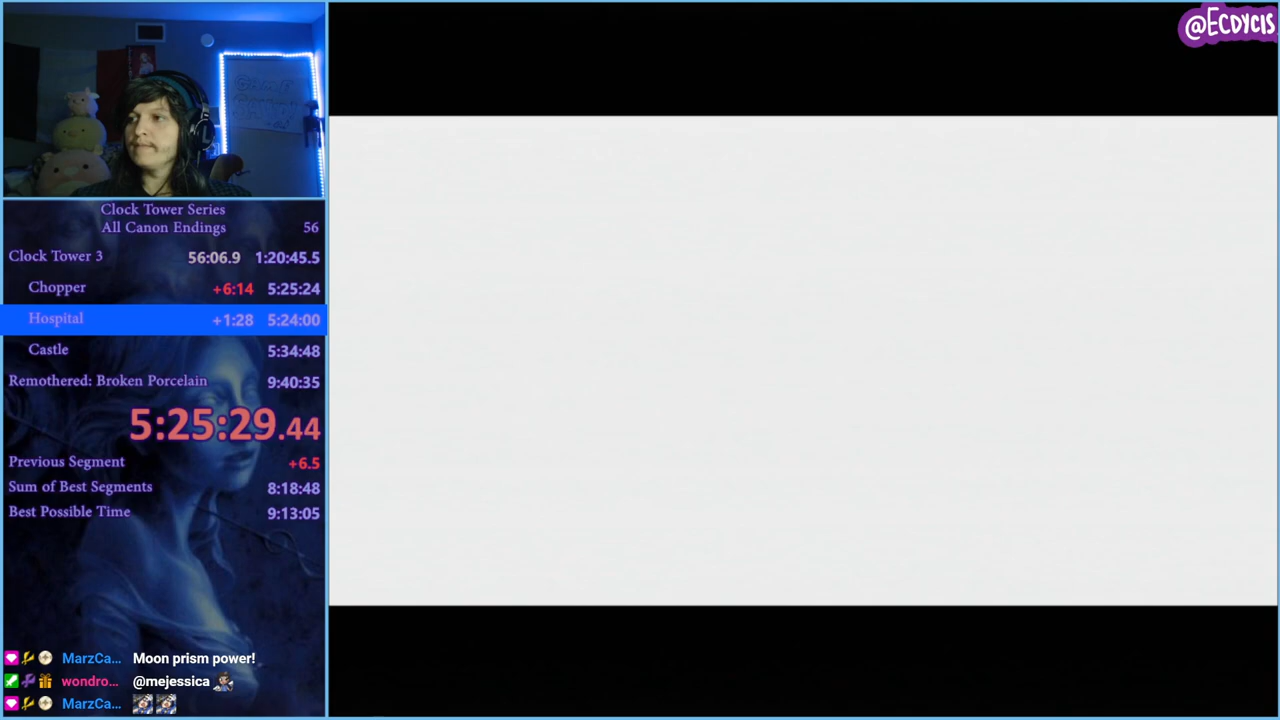 @ECDYCIS
Clock Tower Series
All Canon Endings 56
Clock Tower 3 56:06.9 1:20:45.5
Chopper +6:14 5:25:24
Hospital +1:28 5:24:00
Castle 5:34:48
Remothered: Broken Porcelain 9:40:35
5:25:29.44
Previous Segment +6.5
Sum of Best Segments 8:18:48
Best Possible Time 9:13:05
MarzCa... Moon prism power!
wondro... @mejessica
MarzCa...